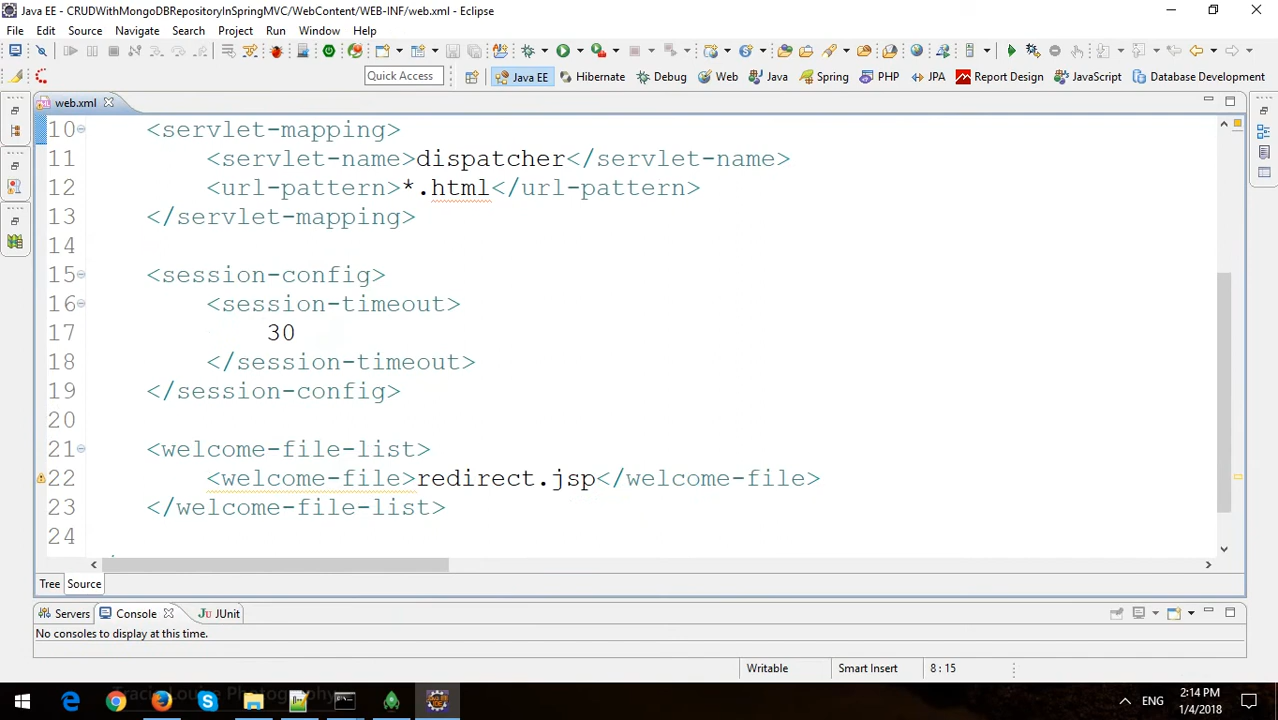 Java EE - CRUDWithMongoDBRepositoryInSpringMVC/WebContent/WEB-INF/web.xml - Eclipse
File Edit Source Navigate Search Project Run Window Help
Quick Access Java EE Hibernate Debug Web Java Spring PHP JPA Report Design JavaScript Database Development
web.xml
10 <servlet-mapping>
11 <servlet-name>dispatcher</servlet-name>
12 <url-pattern>*.html</url-pattern>
13 </servlet-mapping>
14
15 <session-config>
16 <session-timeout>
17 30
18 </session-timeout>
19 </session-config>
20
21 <welcome-file-list>
22 <welcome-file>redirect.jsp</welcome-file>
23 </welcome-file-list>
24
Tree Source
Servers Console JUnit
No consoles to display at this time.
Writable Smart Insert 8 : 15
ENG 2:14 PM
1/4/2018